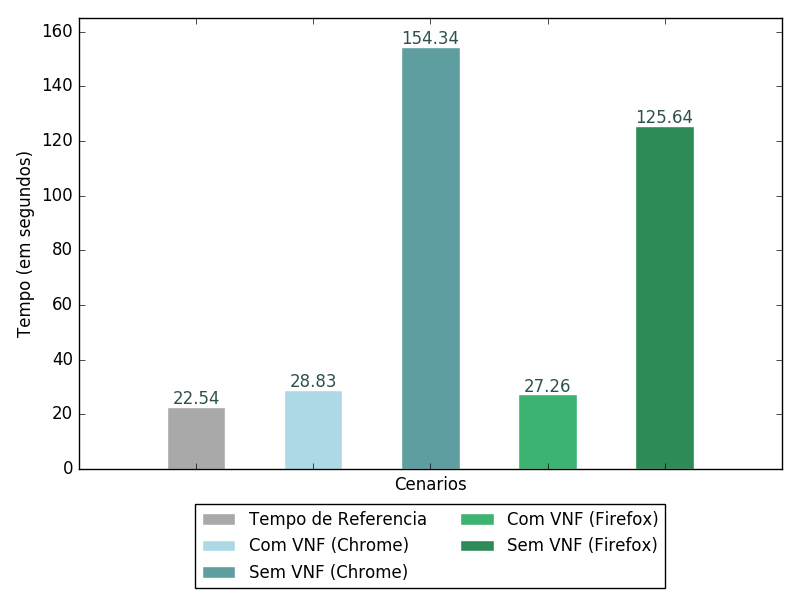 160
140
120
100
80
60
40
20
0
Tempo (em segundos)
22.54
28.83
154.34
27.26
125.64
Cenarios
Tempo de Referencia
Com VNF (Chrome)
Sem VNF (Chrome)
Com VNF (Firefox)
Sem VNF (Firefox)